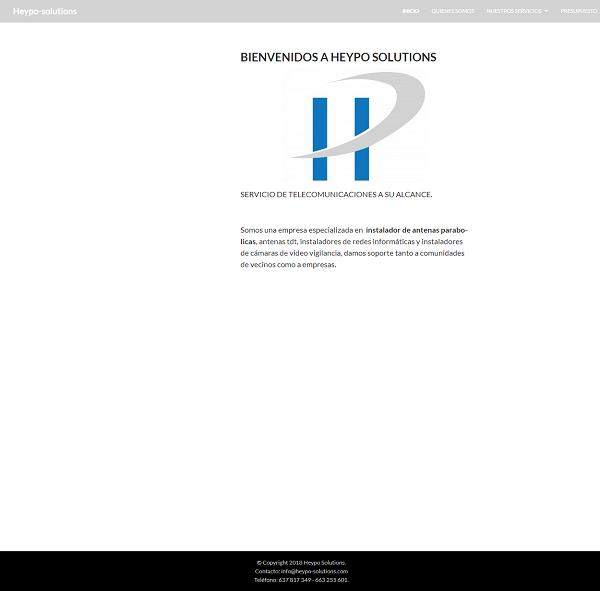 Heypo-solutions
INICIO QUIENES SOMOS NUESTROS SERVICIOS PRESUPUESTO
BIENVENIDOS A HEYPO SOLUTIONS
SERVICIO DE TELECOMUNICACIONES A SU ALCANCE.
Somos una empresa especializada en instalador de antenas parabo-
licas, antenas tdt, instaladores de redes informáticas y instaladores
de cámaras de video vigilancia, damos soporte tanto a comunidades
de vecinos como a empresas.
© Copyright 2018 Heypo Solutions.
Contacto: info@heypo-solutions.com
Teléfono: 637 817 349 - 663 255 601.